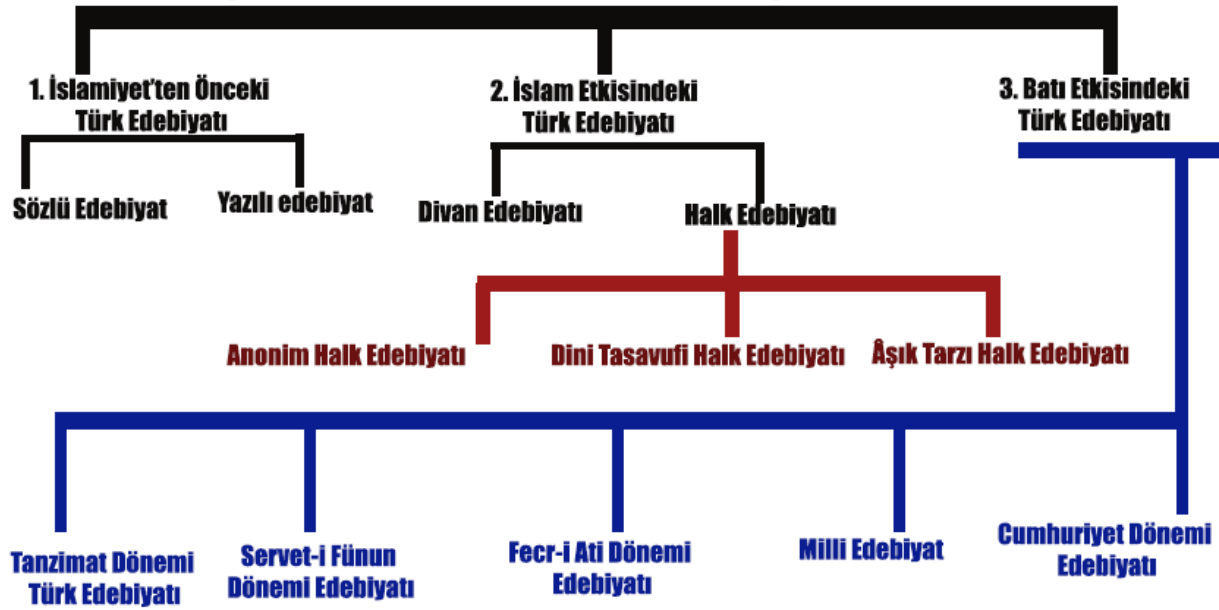 1. İslamiyet'ten Önceki
Türk Edebiyatı
2. İslam Etkisindeki
Türk Edebiyatı
3. Batı Etkisindeki
Türk Edebiyatı
Sözlü Edebiyat
Yazılı edebiyat
Divan Edebiyatı
Halk Edebiyatı
Anonim Halk Edebiyatı
Dini Tasavufi Halk Edebiyatı
Âşık Tarzı Halk Edebiyatı
Tanzimat Dönemi
Türk Edebiyatı
Servet-i Fünun
Dönemi Edebiyatı
Fecr-i Ati Dönemi
Edebiyatı
Milli Edebiyat
Cumhuriyet Dönemi
Edebiyatı